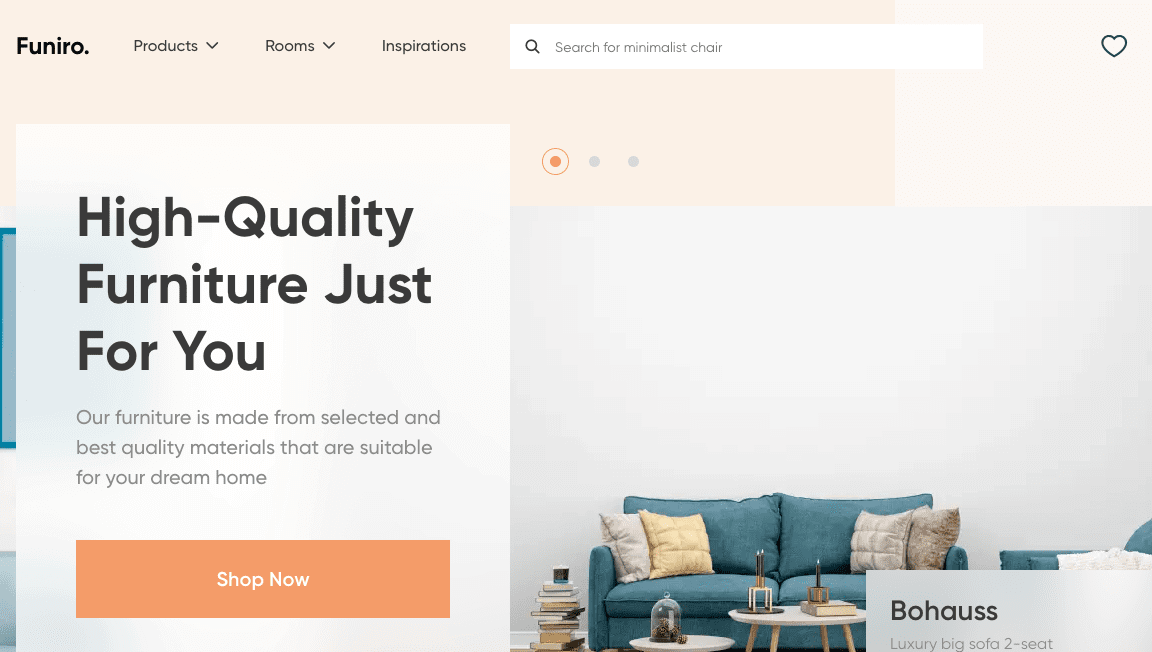 Funiro.
Products
Rooms
Inspirations
Search for minimalist chair
High-Quality
Furniture Just
For You
Our furniture is made from selected and
best quality materials that are suitable
for your dream home
Shop Now
Bohauss
Luxury big sofa 2-seat